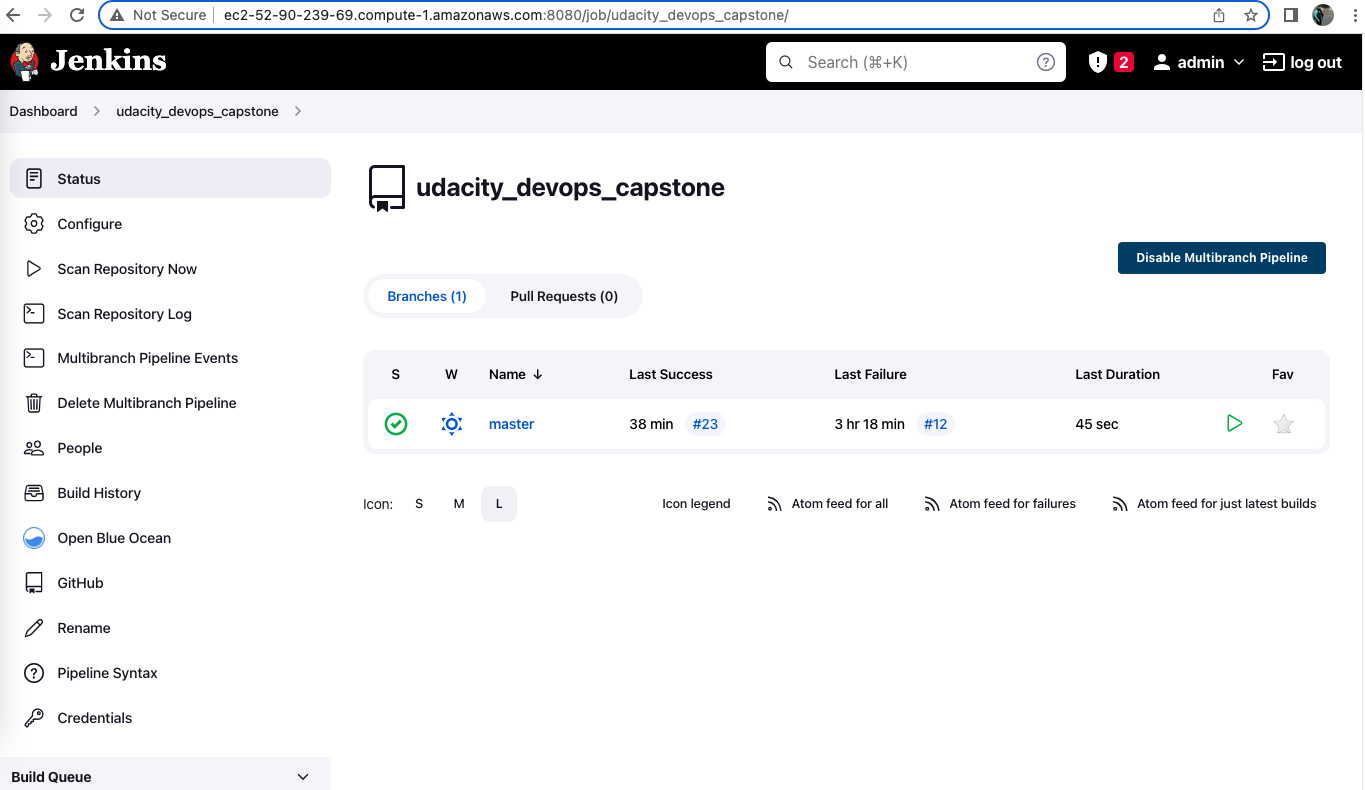 Not Secure ec2-52-90-239-69.compute-1.amazonaws.com:8080/job/udacity_devops_capstone/
Jenkins Search (⌘+K) ? ! 2 admin log out
Dashboard udacity_devops_capstone
Status
Configure
Scan Repository Now
Scan Repository Log
Multibranch Pipeline Events
Delete Multibranch Pipeline
People
Build History
Open Blue Ocean
GitHub
Rename
Pipeline Syntax
Credentials
Build Queue
udacity_devops_capstone
Disable Multibranch Pipeline
Branches (1) Pull Requests (0)
S W Name ↓ Last Success Last Failure Last Duration Fav
master 38 min #23 3 hr 18 min #12 45 sec
Icon: S M L Icon legend Atom feed for all Atom feed for failures Atom feed for just latest builds